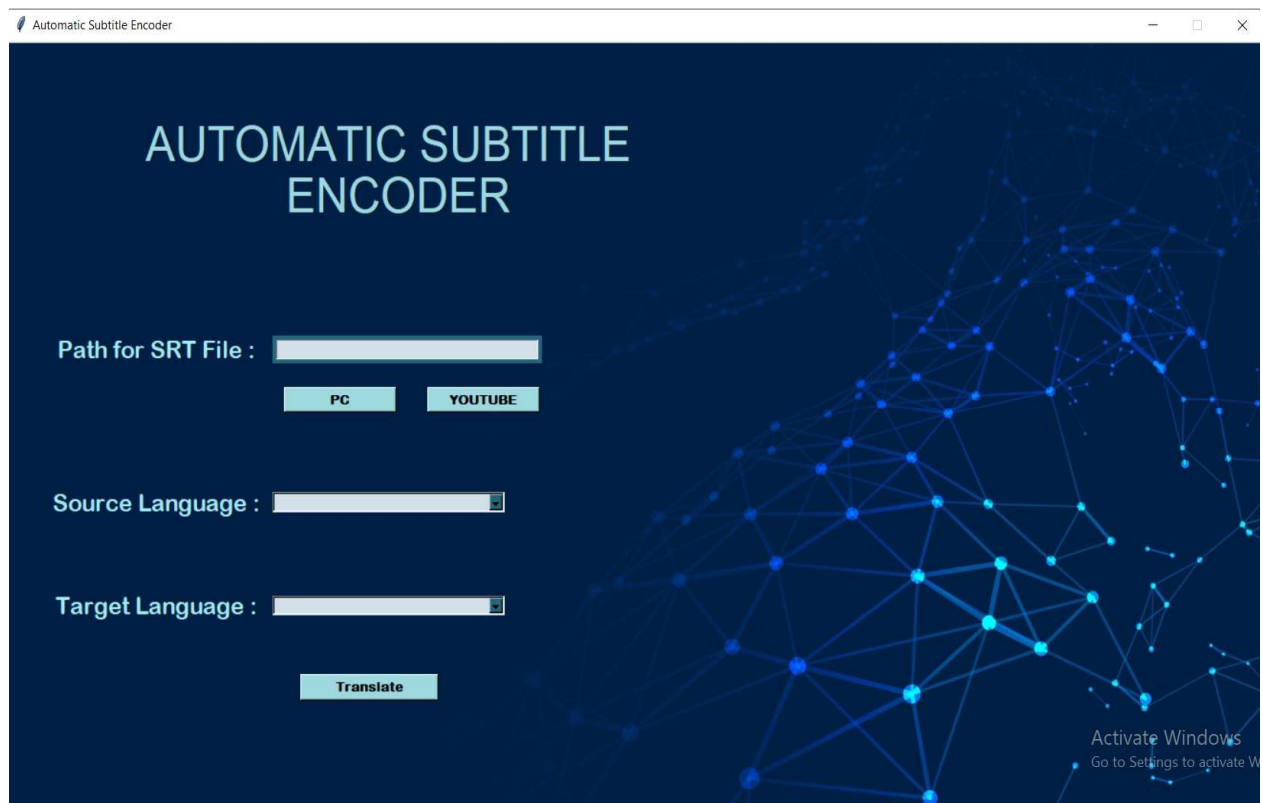 Automatic Subtitle Encoder
AUTOMATIC SUBTITLE
ENCODER
Path for SRT File :
PC YOUTUBE
Source Language :
Target Language :
Translate
Activate Windows
Go to Settings to activate W